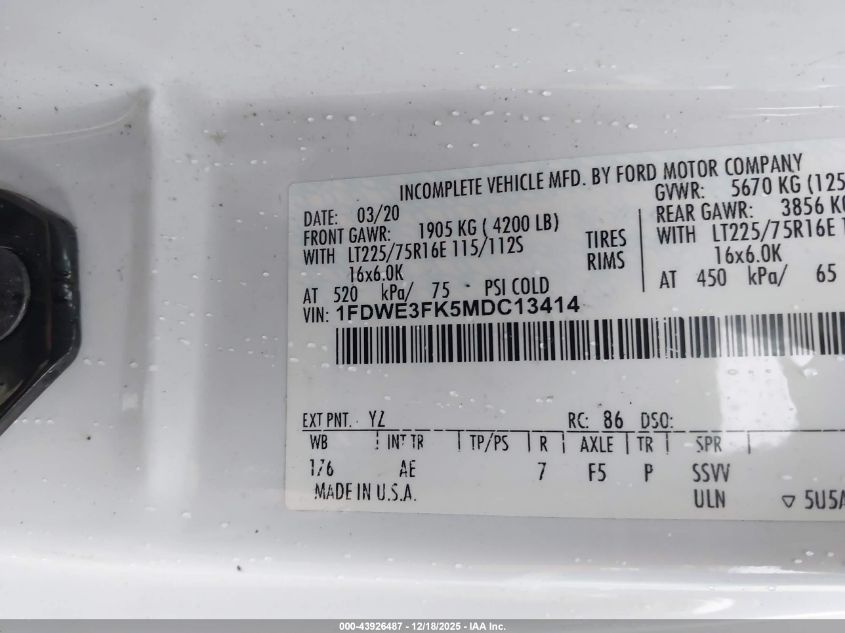 INCOMPLETE VEHICLE MFD. BY FORD MOTOR COMPANY
DATE: 03/20 GVWR: 5670 KG (125
FRONT GAWR: 1905 KG ( 4200 LB) REAR GAWR: 3856 KG
WITH LT225/75R16E 115/112S TIRES WITH LT225/75R16E 1
16x6.0K RIMS 16x6.0K
AT 520 kPa/ 75 PSI COLD AT 450 kPa/ 65
VIN: 1FDWE3FK5MDC13414
EXT PNT. YZ RC: 86 DSO:
WB INT TR TP/PS R AXLE TR SPR
176 AE 7 F5 P SSVV
MADE IN U.S.A. ULN ▽ 5U5A
000-43926487 - 12/18/2025 - IAA Inc.